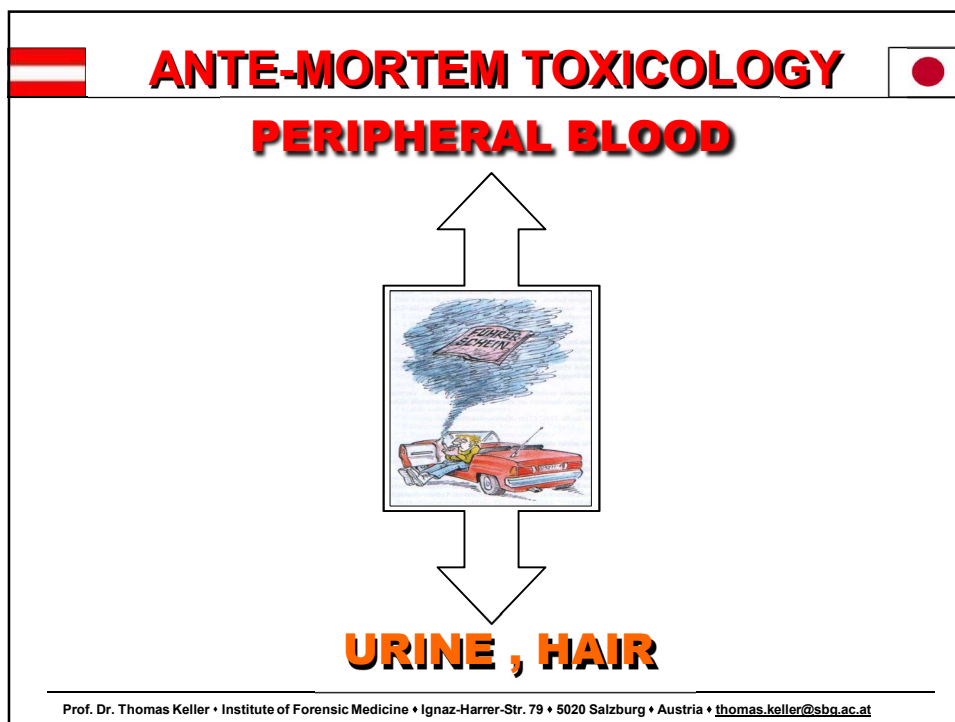 ANTE-MORTEM TOXICOLOGY
PERIPHERAL BLOOD
FÜHRER-
SCHEIN
URINE , HAIR
Prof. Dr. Thomas Keller • Institute of Forensic Medicine • Ignaz-Harrer-Str. 79 • 5020 Salzburg • Austria • thomas.keller@sbg.ac.at